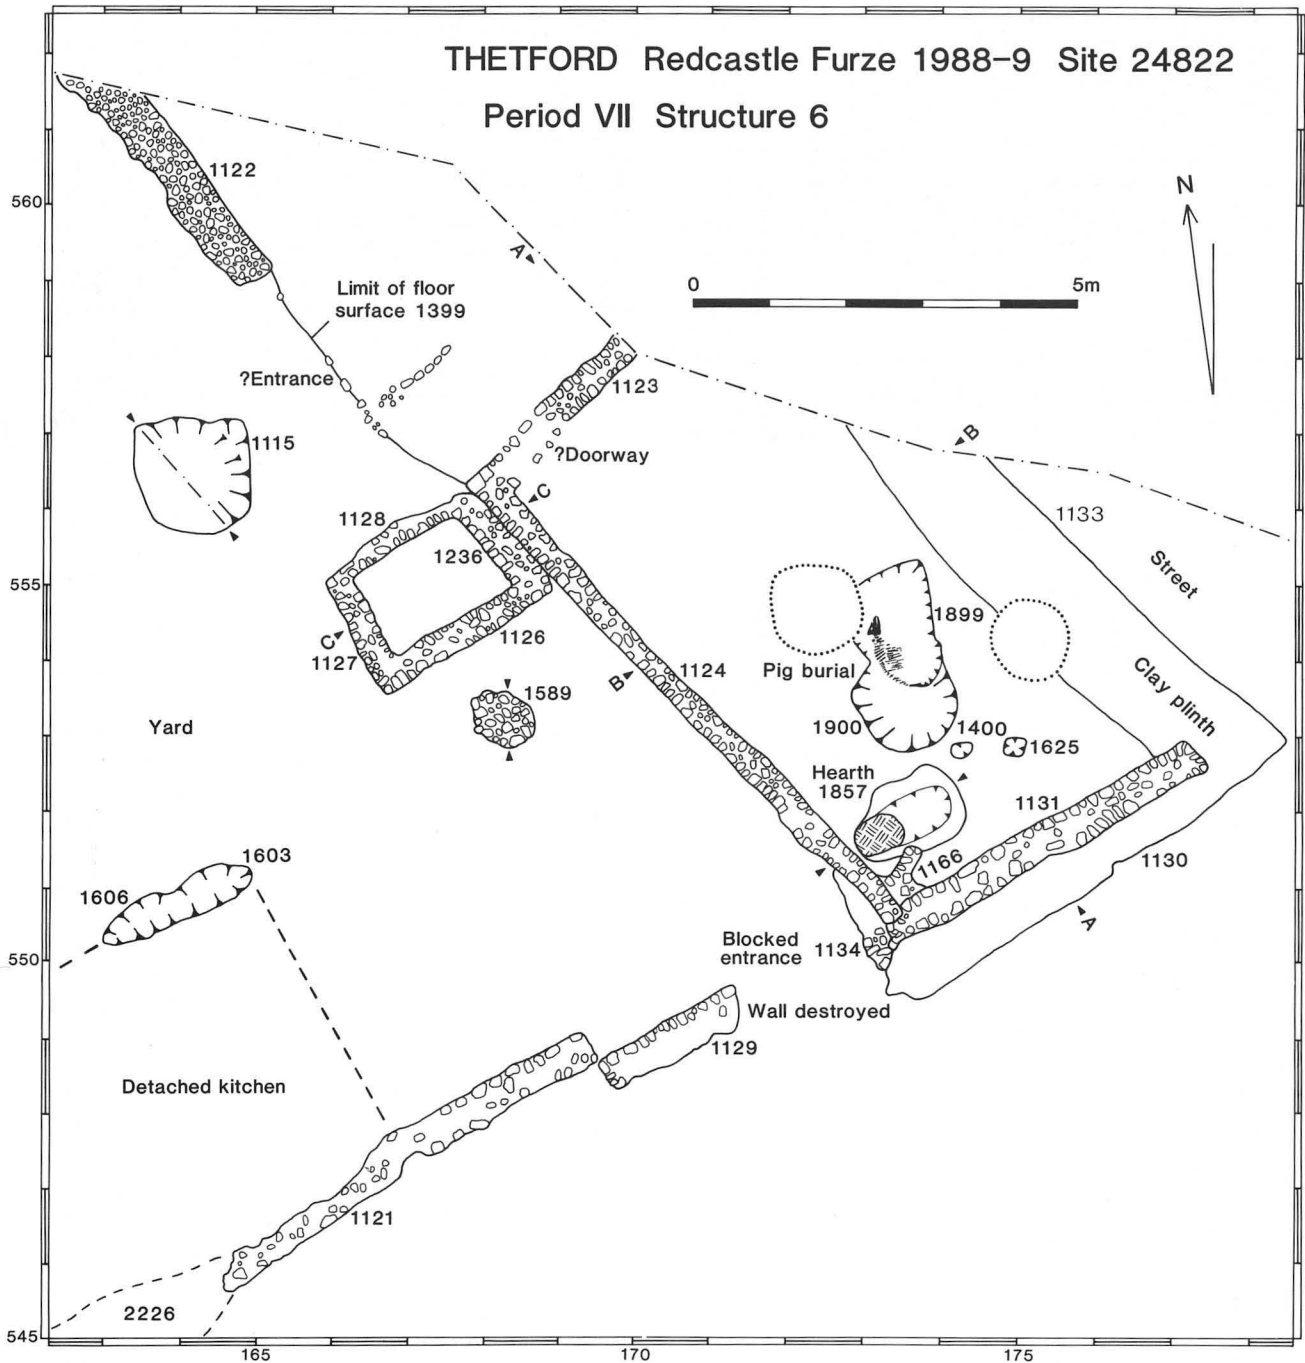 THETFORD Redcastle Furze 1988–9 Site 24822
Period VII Structure 6
1122
N
560
A
0
5m
Limit of floor
surface 1399
?Entrance
1123
B
1115
?Doorway
C
1128
1133
1236
Street
555
1899
1126
C
1127
Pig burial
1124
Clay plinth
B
1589
Yard
1900
1400
1625
Hearth
1857
1131
1603
1166
1130
1606
A
Blocked
entrance
1134
550
Wall destroyed
1129
Detached kitchen
1121
2226
545
165
170
175